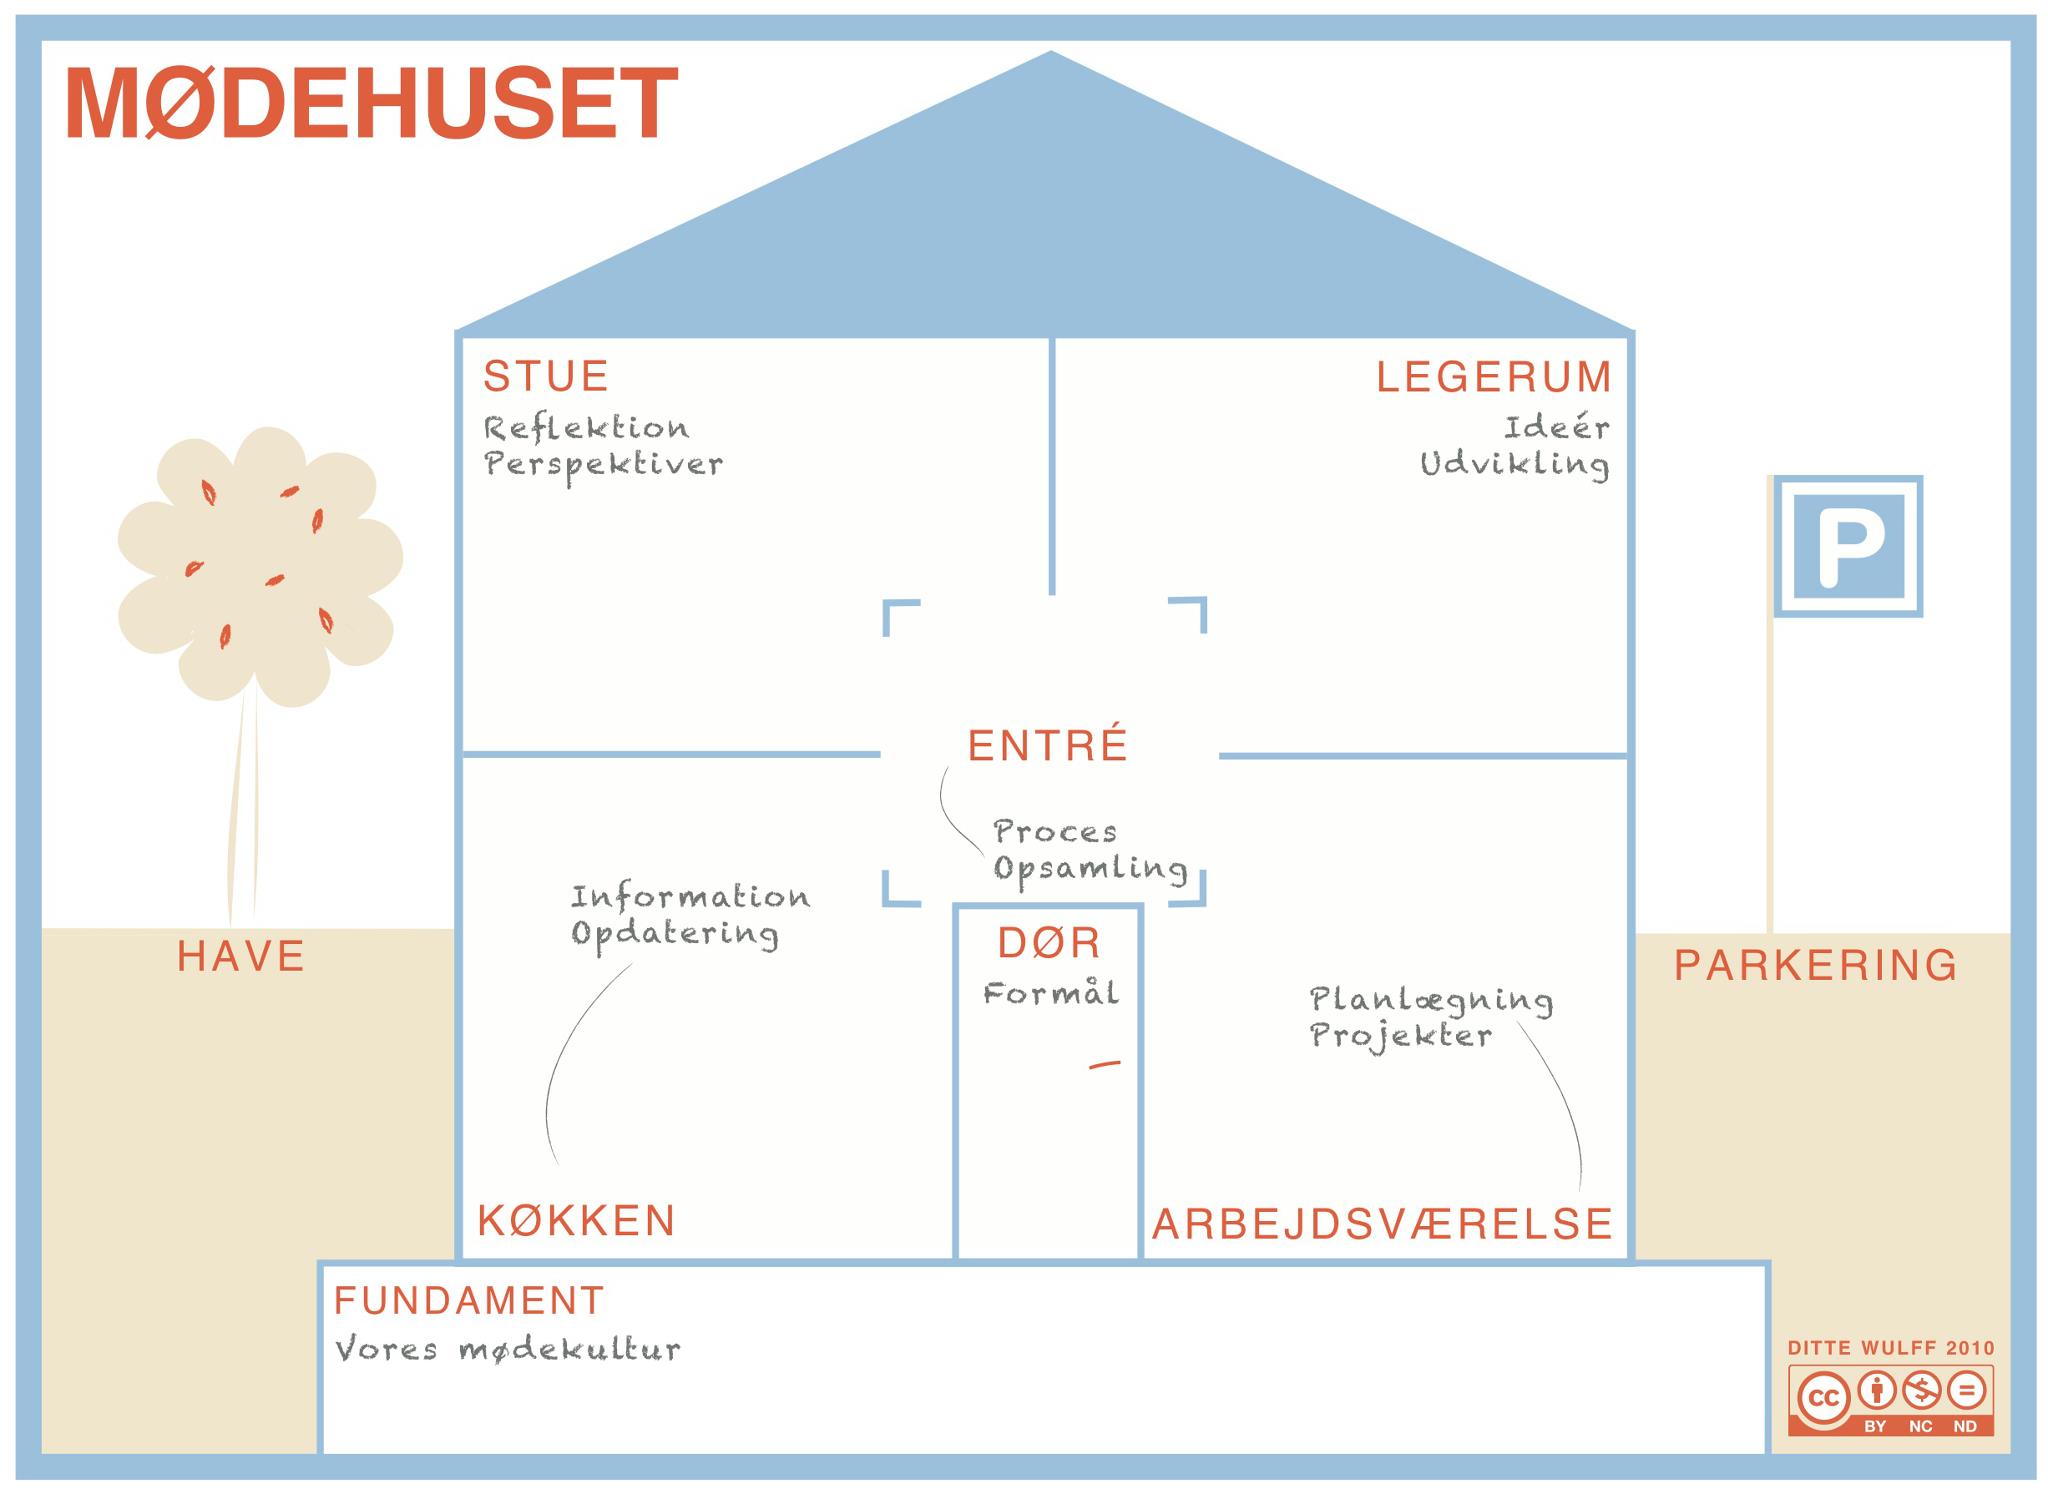 MØDEHUSET
STUE
Reflektion
Perspektiver
LEGERUM
Ideér
Udvikling
P
ENTRÉ
Proces
Opsamling
Information
Opdatering
DØR
Formål
HAVE
PARKERING
Planlægning
Projekter
KØKKEN
ARBEJDSVÆRELSE
FUNDAMENT
Vores mødekultur
DITTE WULFF 2010
cc
BY NC ND